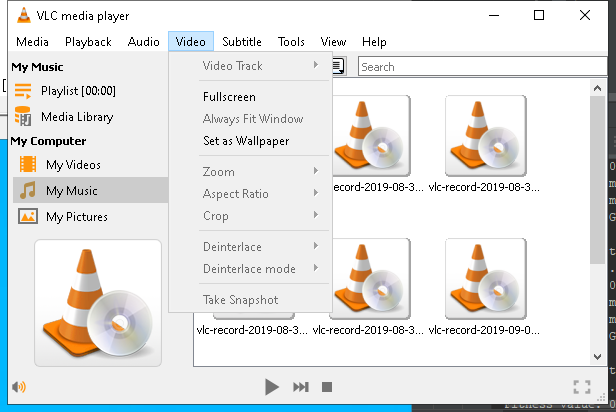 VLC media player
Media Playback Audio Video Subtitle Tools View Help
My Music
Playlist [00:00]
Media Library
My Computer
My Videos
My Music
My Pictures
Video Track
Fullscreen
Always Fit Window
Set as Wallpaper
Zoom
Aspect Ratio
Crop
Deinterlace
Deinterlace mode
Take Snapshot
Search
vlc-record-2019-08-3... vlc-record-2019-08-3...
vlc-record-2019-08-3... vlc-record-2019-08-3... vlc-record-2019-09-0...
Fitness value: 0